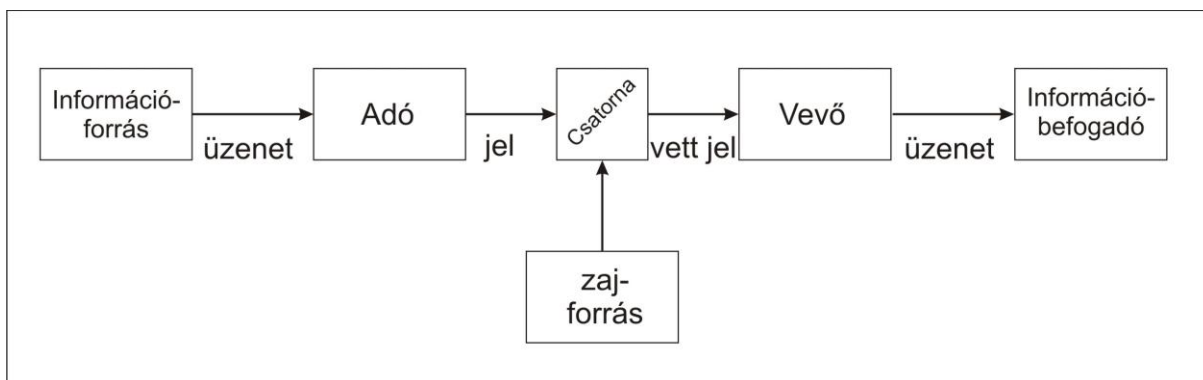 Információ-
forrás
üzenet
Adó
jel
Csatorna
vett jel
Vevő
üzenet
Információ-
befogadó
zaj-
forrás